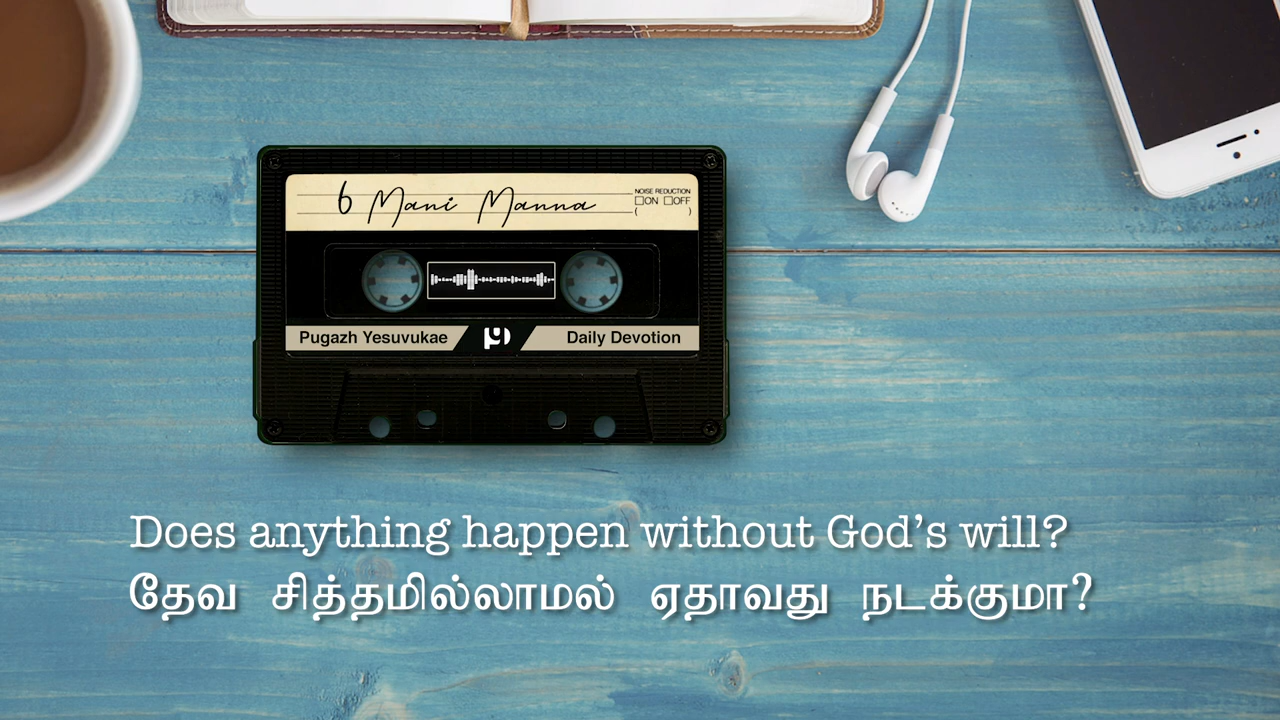 6 Mani Manna
NOISE REDUCTION
ON OFF
( )
Pugazh Yesuvukae
Daily Devotion
Does anything happen without God’s will?
தேவ சித்தமில்லாமல் ஏதாவது நடக்குமா?